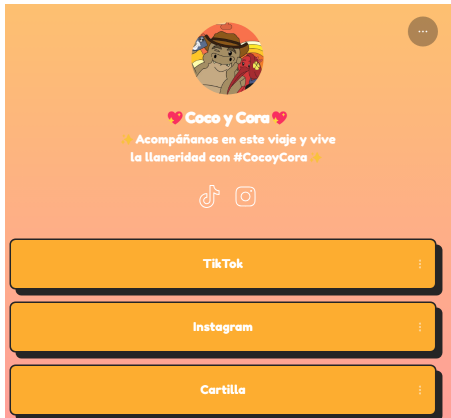 💖Coco y Cora💖
✨Acompáñanos en este viaje y vive
la llaneridad con #CocoyCora✨
TikTok
Instagram
Cartilla